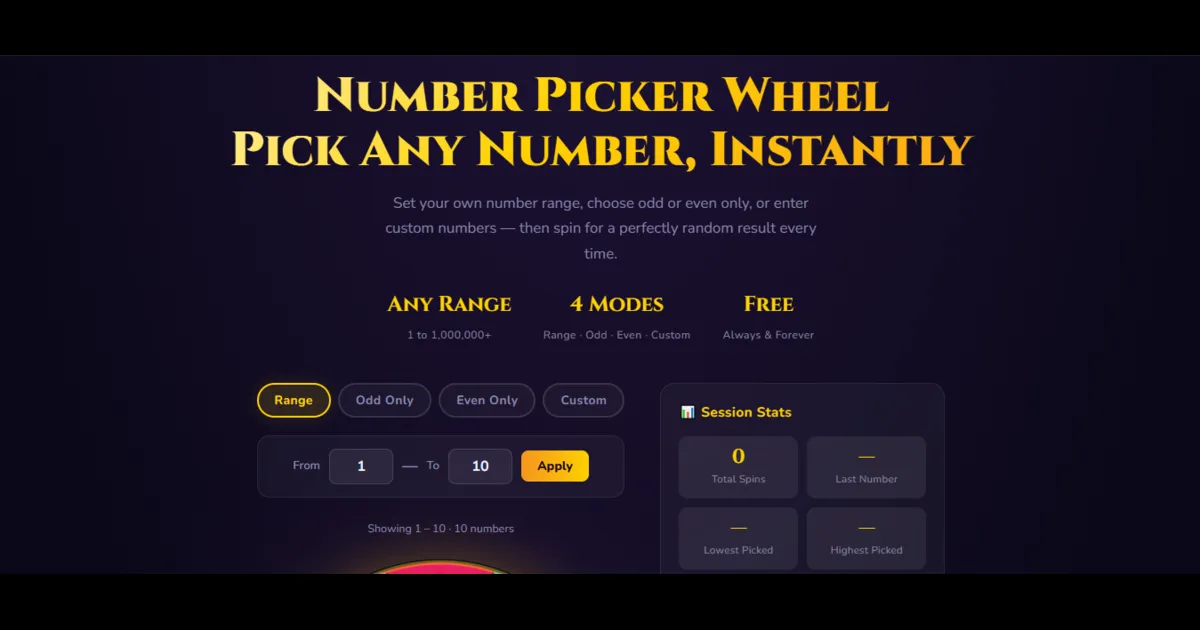 Number Picker Wheel
Pick Any Number, Instantly
Set your own number range, choose odd or even only, or enter
custom numbers — then spin for a perfectly random result every
time.
Any Range
1 to 1,000,000+
4 Modes
Range · Odd · Even · Custom
Free
Always & Forever
Range
Odd Only
Even Only
Custom
From 1 — To 10 Apply
Showing 1 – 10 · 10 numbers
📊 Session Stats
0
Total Spins
—
Last Number
—
Lowest Picked
—
Highest Picked